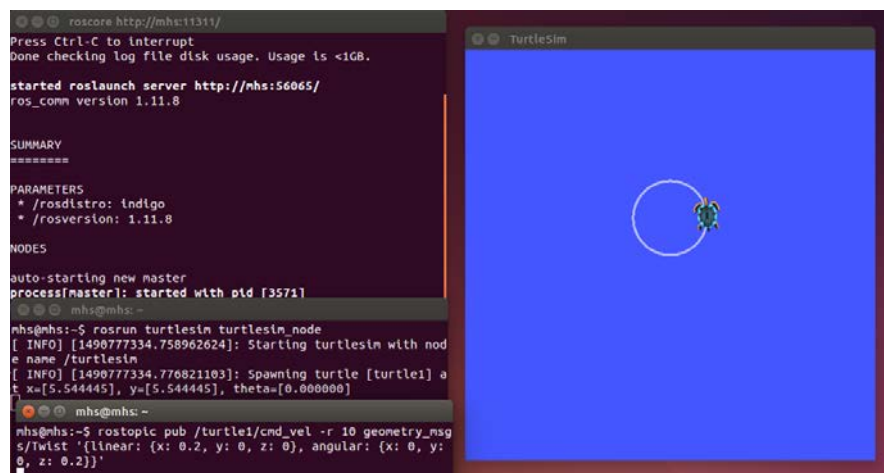 roscore http://mhs:11311/
Press Ctrl-C to interrupt
Done checking log file disk usage. Usage is <1GB.
started roslaunch server http://mhs:56065/
ros_comm version 1.11.8
SUMMARY
========
PARAMETERS
* /rosdistro: indigo
* /rosversion: 1.11.8
NODES
auto-starting new master
process[master]: started with pid [3571]
mhs@mhs: ~
mhs@mhs:~$ rosrun turtlesim turtlesim_node
[ INFO] [1490777334.758962624]: Starting turtlesim with nod
e name /turtlesim
[ INFO] [1490777334.776821103]: Spawning turtle [turtle1] a
t x=[5.544445], y=[5.544445], theta=[0.000000]
mhs@mhs: ~
mhs@mhs:~$ rostopic pub /turtle1/cmd_vel -r 10 geometry_msg
s/Twist '{linear: {x: 0.2, y: 0, z: 0}, angular: {x: 0, y:
0, z: 0.2}}'
TurtleSim